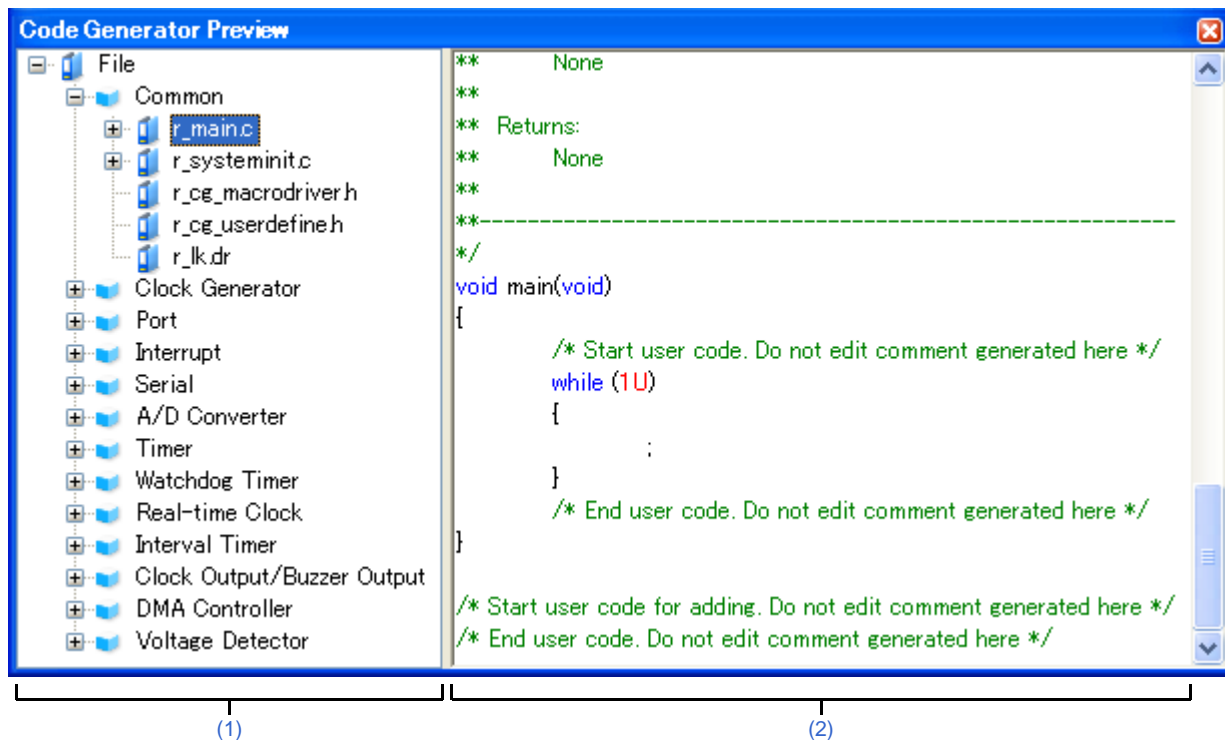 Code Generator Preview
File
Common
r_main.c
r_systeminit.c
r_cg_macrodriver.h
r_cg_userdefine.h
r_lk.dr
Clock Generator
Port
Interrupt
Serial
A/D Converter
Timer
Watchdog Timer
Real-time Clock
Interval Timer
Clock Output/Buzzer Output
DMA Controller
Voltage Detector
** None
**
** Returns:
** None
**
**----------------------------------------------------------
*/
void main(void)
{
/* Start user code. Do not edit comment generated here */
while (1U)
{
;
}
/* End user code. Do not edit comment generated here */
}
/* Start user code for adding. Do not edit comment generated here */
/* End user code. Do not edit comment generated here */
(1)
(2)